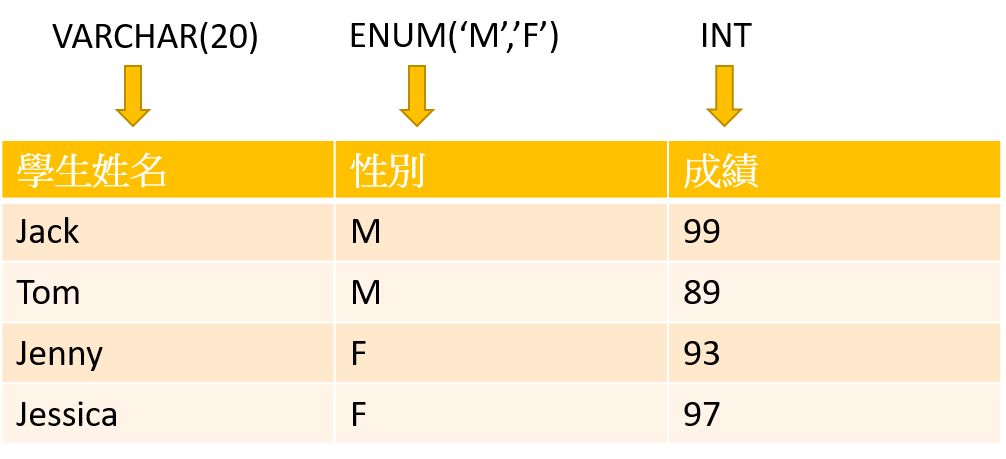 VARCHAR(20) ENUM(‘M’,’F’) INT
學生姓名 性別 成績
Jack M 99
Tom M 89
Jenny F 93
Jessica F 97